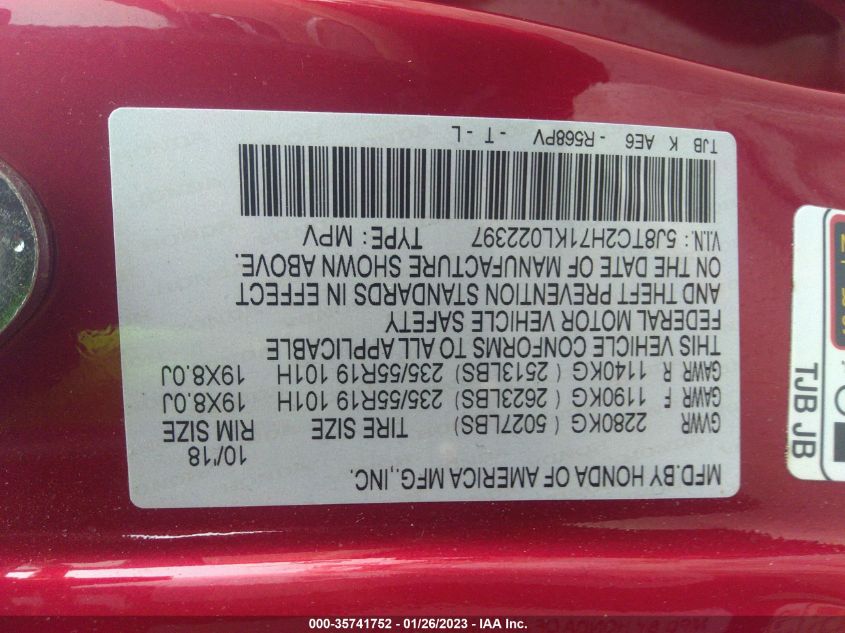 MFD.BY HONDA OF AMERICA MFG.,INC. 10/'18
GVWR 2280KG ( 5027LBS) TIRE SIZE RIM SIZE
GAWR F 1190KG ( 2623LBS) 235/55R19 101H 19X8.0J
GAWR R 1140KG ( 2513LBS) 235/55R19 101H 19X8.0J
THIS VEHICLE CONFORMS TO ALL APPLICABLE
FEDERAL MOTOR VEHICLE SAFETY
AND THEFT PREVENTION STANDARDS IN EFFECT
ON THE DATE OF MANUFACTURE SHOWN ABOVE.
V.I.N.: 5J8TC2H71KL022397 TYPE: MPV
TJB K AE6 - R568PV - T - L
TJB JB
000-35741752 - 01/26/2023 - IAA Inc.